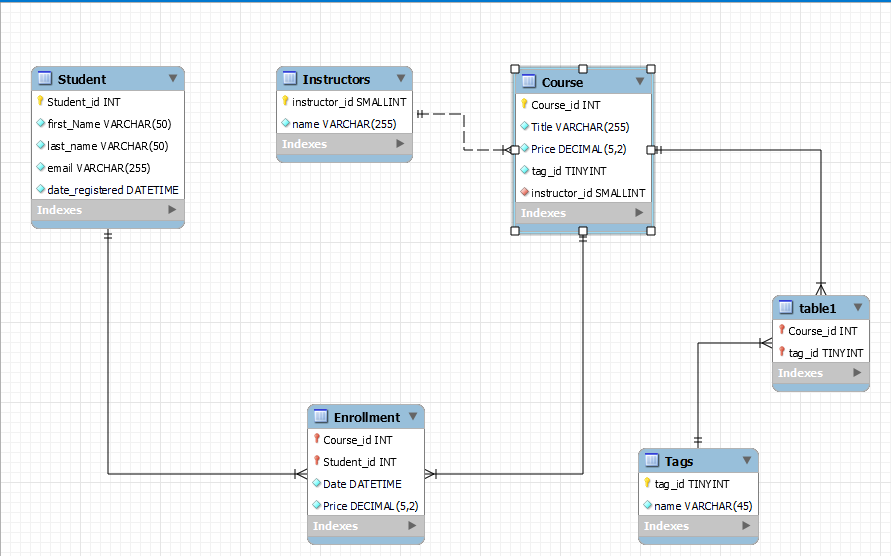 Student
Student_id INT
first_Name VARCHAR(50)
last_name VARCHAR(50)
email VARCHAR(255)
date_registered DATETIME
Indexes
Instructors
instructor_id SMALLINT
name VARCHAR(255)
Indexes
Course
Course_id INT
Title VARCHAR(255)
Price DECIMAL(5,2)
tag_id TINYINT
instructor_id SMALLINT
Indexes
table1
Course_id INT
tag_id TINYINT
Indexes
Enrollment
Course_id INT
Student_id INT
Date DATETIME
Price DECIMAL(5,2)
Indexes
Tags
tag_id TINYINT
name VARCHAR(45)
Indexes